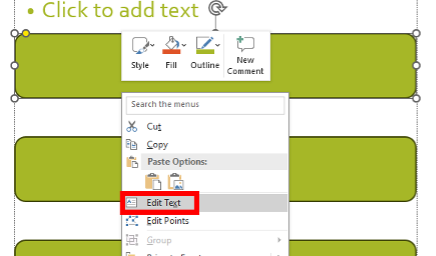 • Click to add text
Style Fill Outline New Comment
Search the menus
Cut
Copy
Paste Options:
Edit Text
Edit Points
Group